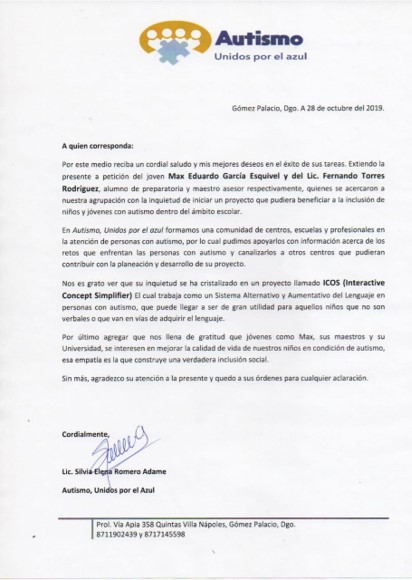 Autismo
Unidos por el azul
Gómez Palacio, Dgo. A 28 de octubre del 2019.
A quien corresponda:
Por este medio reciba un cordial saludo y mis mejores deseos en el éxito de sus tareas. Extiendo la
presente a petición del joven Max Eduardo García Esquivel y del Lic. Fernando Torres
Rodríguez, alumno de preparatoria y maestro asesor respectivamente, quienes se acercaron a
nuestra agrupación con la inquietud de iniciar un proyecto que pudiera beneficiar a la inclusión de
niños y jóvenes con autismo dentro del ámbito escolar.
En Autismo, Unidos por el azul formamos una comunidad de centros, escuelas y profesionales en
la atención de personas con autismo, por lo cual pudimos apoyarlos con información acerca de los
retos que enfrentan las personas con autismo y canalizarlos a otros centros que pudieran
contribuir con la planeación y desarrollo de su proyecto.
Nos es grato ver que su inquietud se ha cristalizado en un proyecto llamado ICOS (Interactive
Concept Simplifier) El cual trabaja como un Sistema Alternativo y Aumentativo del Lenguaje en
personas con autismo, que puede llegar a ser de gran utilidad para aquellos niños que no son
verbales o que van en vías de adquirir el lenguaje.
Por último agregar que nos llena de gratitud que jóvenes como Max, sus maestros y su
Universidad, se interesen en mejorar la calidad de vida de nuestros niños en condición de autismo,
esa empatía es la que construye una verdadera inclusión social.
Sin más, agradezco su atención a la presente y quedo a sus órdenes para cualquier aclaración.
Cordialmente,
Lic. Silvia Elena Romero Adame
Autismo, Unidos por el Azul
Prol. Vía Apia 358 Quintas Villa Nápoles, Gómez Palacio, Dgo.
8711902439 y 8717145598